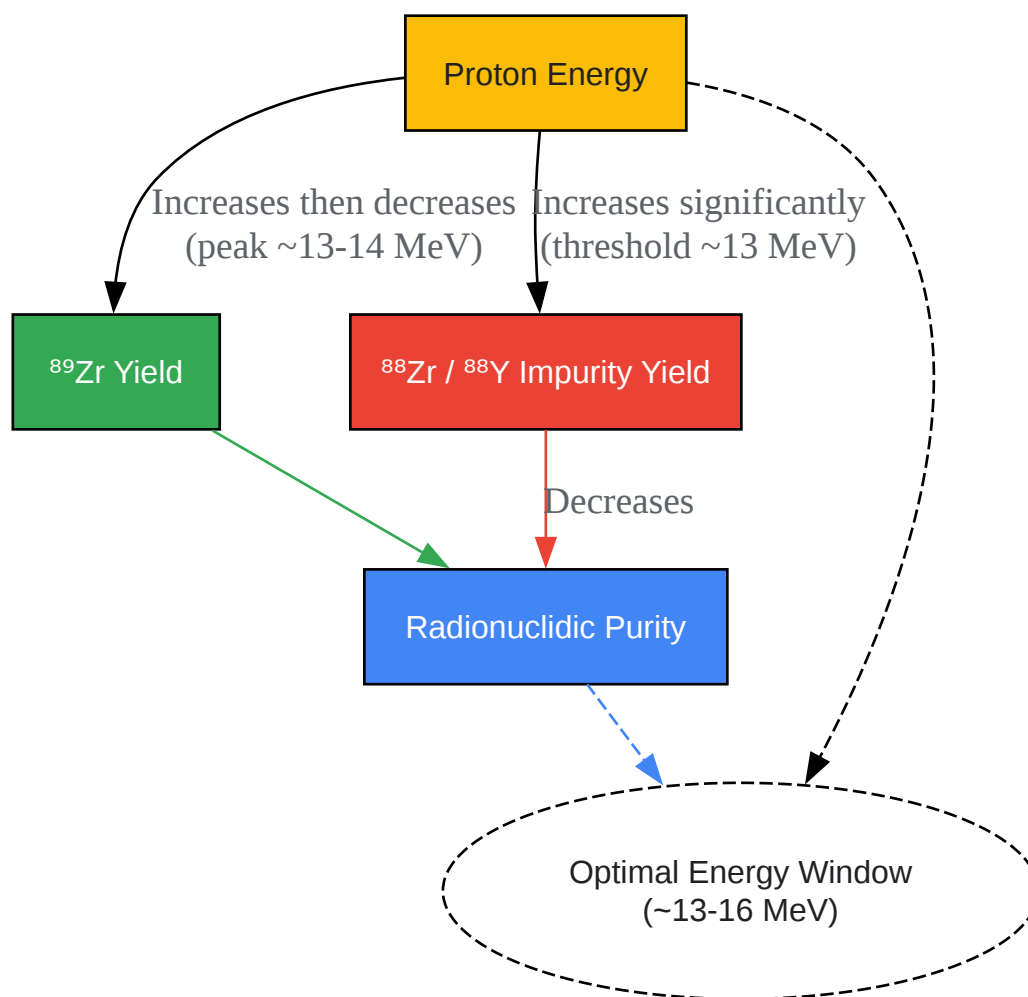 Proton Energy
Increases then decreases
(peak ~13-14 MeV)
Increases significantly
(threshold ~13 MeV)
⁸⁹Zr Yield
⁸⁸Zr / ⁸⁸Y Impurity Yield
Decreases
Radionuclidic Purity
Optimal Energy Window
(~13-16 MeV)